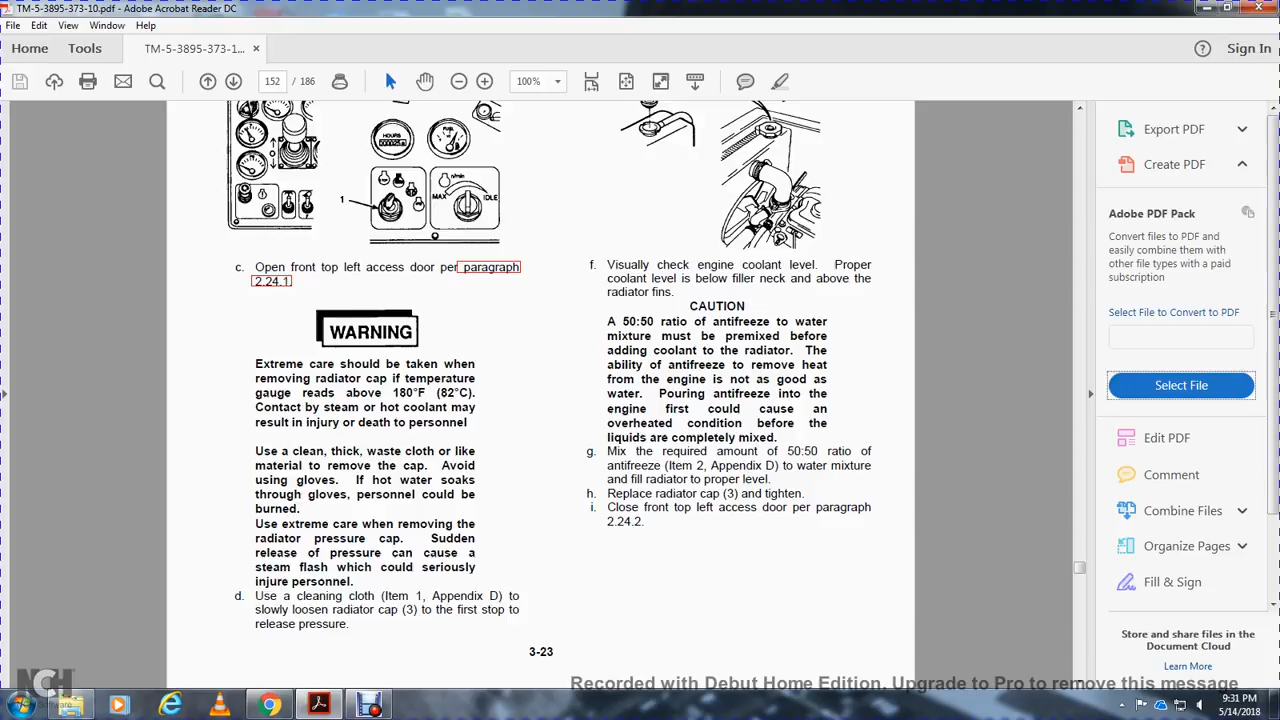 TM-5-3895-373-10.pdf - Adobe Acrobat Reader DC
File Edit View Window Help
Home Tools TM-5-3895-373-1... × ? Sign In
152 / 186 100%
HOURS
n/min
MAX IDLE
1
c. Open front top left access door per paragraph
2.24.1
WARNING
Extreme care should be taken when
removing radiator cap if temperature
gauge reads above 180°F (82°C).
Contact by steam or hot coolant may
result in injury or death to personnel
Use a clean, thick, waste cloth or like
material to remove the cap. Avoid
using gloves. If hot water soaks
through gloves, personnel could be
burned.
Use extreme care when removing the
radiator pressure cap. Sudden
release of pressure can cause a
steam flash which could seriously
injure personnel.
d. Use a cleaning cloth (Item 1, Appendix D) to
slowly loosen radiator cap (3) to the first stop to
release pressure.
f. Visually check engine coolant level. Proper
coolant level is below filler neck and above the
radiator fins.
CAUTION
A 50:50 ratio of antifreeze to water
mixture must be premixed before
adding coolant to the radiator. The
ability of antifreeze to remove heat
from the engine is not as good as
water. Pouring antifreeze into the
engine first could cause an
overheated condition before the
liquids are completely mixed.
g. Mix the required amount of 50:50 ratio of
antifreeze (Item 2, Appendix D) to water mixture
and fill radiator to proper level.
h. Replace radiator cap (3) and tighten.
i. Close front top left access door per paragraph
2.24.2.
3-23
Export PDF
Create PDF
Adobe PDF Pack
Convert files to PDF and
easily combine them with
other file types with a paid
subscription
Select File to Convert to PDF
Select File
Edit PDF
Comment
Combine Files
Organize Pages
Fill & Sign
Store and share files in the
Document Cloud
Learn More
NCH
Software
Recorded with Debut Home Edition. Upgrade to Pro to remove this message
9:31 PM
5/14/2018